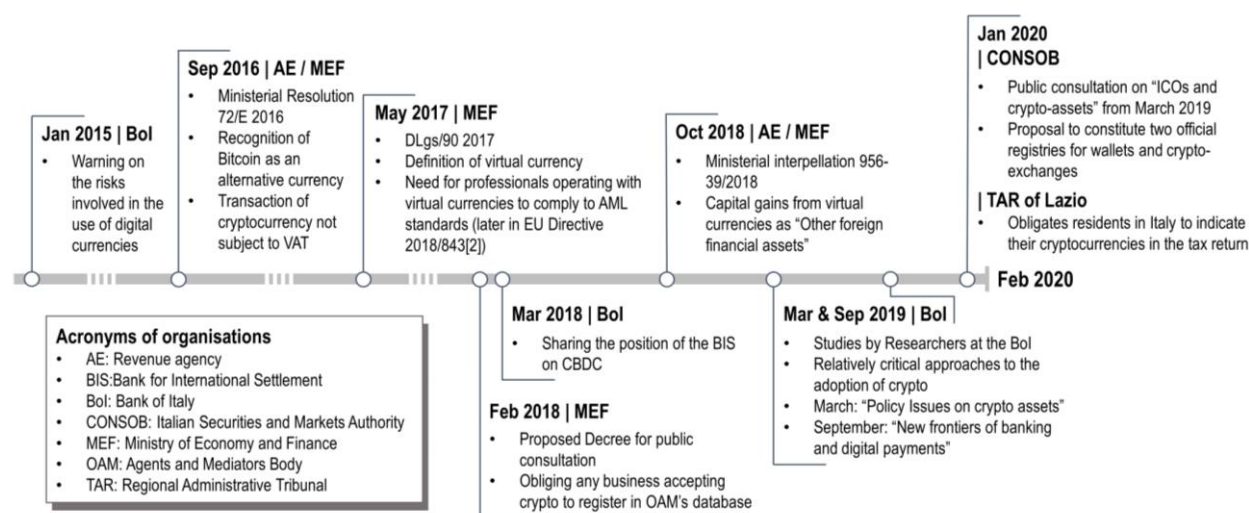 Jan 2015 | BoI
• Warning on
the risks
involved in the
use of digital
currencies
Sep 2016 | AE / MEF
• Ministerial Resolution
72/E 2016
• Recognition of
Bitcoin as an
alternative currency
• Transaction of
cryptocurrency not
subject to VAT
May 2017 | MEF
• DLgs/90 2017
• Definition of virtual currency
• Need for professionals operating with
virtual currencies to comply to AML
standards (later in EU Directive
2018/843[2])
Oct 2018 | AE / MEF
• Ministerial interpellation 956-
39/2018
• Capital gains from virtual
currencies as “Other foreign
financial assets”
Jan 2020
| CONSOB
• Public consultation on “ICOs and
crypto-assets” from March 2019
• Proposal to constitute two official
registries for wallets and crypto-
exchanges
| TAR of Lazio
• Obligates residents in Italy to indicate
their cryptocurrencies in the tax return
Feb 2020
Acronyms of organisations
• AE: Revenue agency
• BIS:Bank for International Settlement
• BoI: Bank of Italy
• CONSOB: Italian Securities and Markets Authority
• MEF: Ministry of Economy and Finance
• OAM: Agents and Mediators Body
• TAR: Regional Administrative Tribunal
Mar 2018 | BoI
• Sharing the position of the BIS
on CBDC
Feb 2018 | MEF
• Proposed Decree for public
consultation
• Obliging any business accepting
crypto to register in OAM’s database
Mar & Sep 2019 | BoI
• Studies by Researchers at the BoI
• Relatively critical approaches to the
adoption of crypto
• March: “Policy Issues on crypto assets”
• September: “New frontiers of banking
and digital payments”